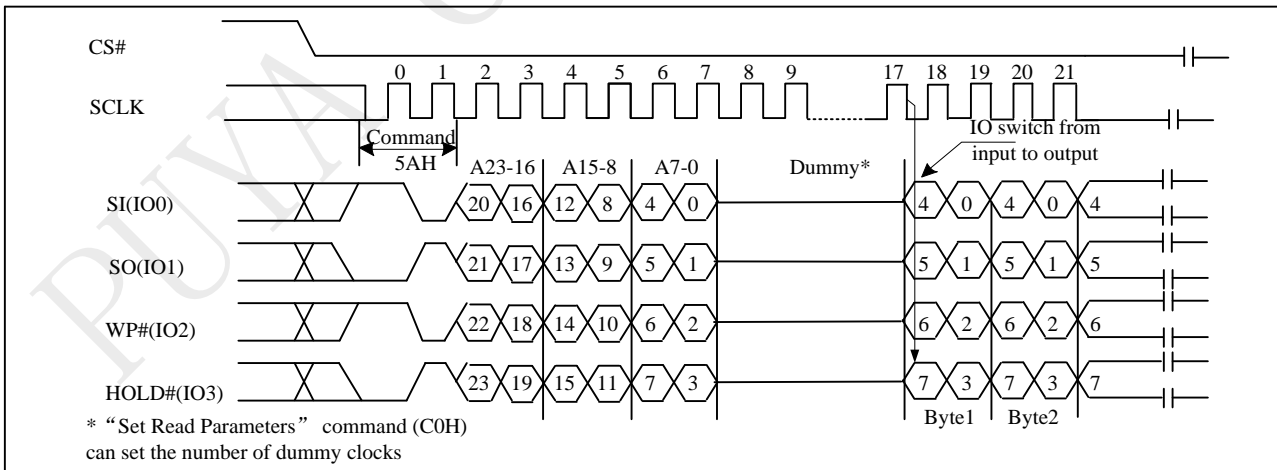 CS#
0 1 2 3 4 5 6 7 8 9 17 18 19 20 21
SCLK
Command
5AH
IO switch from
input to output
A23-16 A15-8 A7-0 Dummy*
SI(IO0) 20 16 12 8 4 0 4 0 4 0 4
SO(IO1) 21 17 13 9 5 1 5 1 5 1 5
WP#(IO2) 22 18 14 10 6 2 6 2 6 2 6
HOLD#(IO3) 23 19 15 11 7 3 7 3 7 3 7
Byte1 Byte2
* “Set Read Parameters” command (C0H)
can set the number of dummy clocks
PUYA